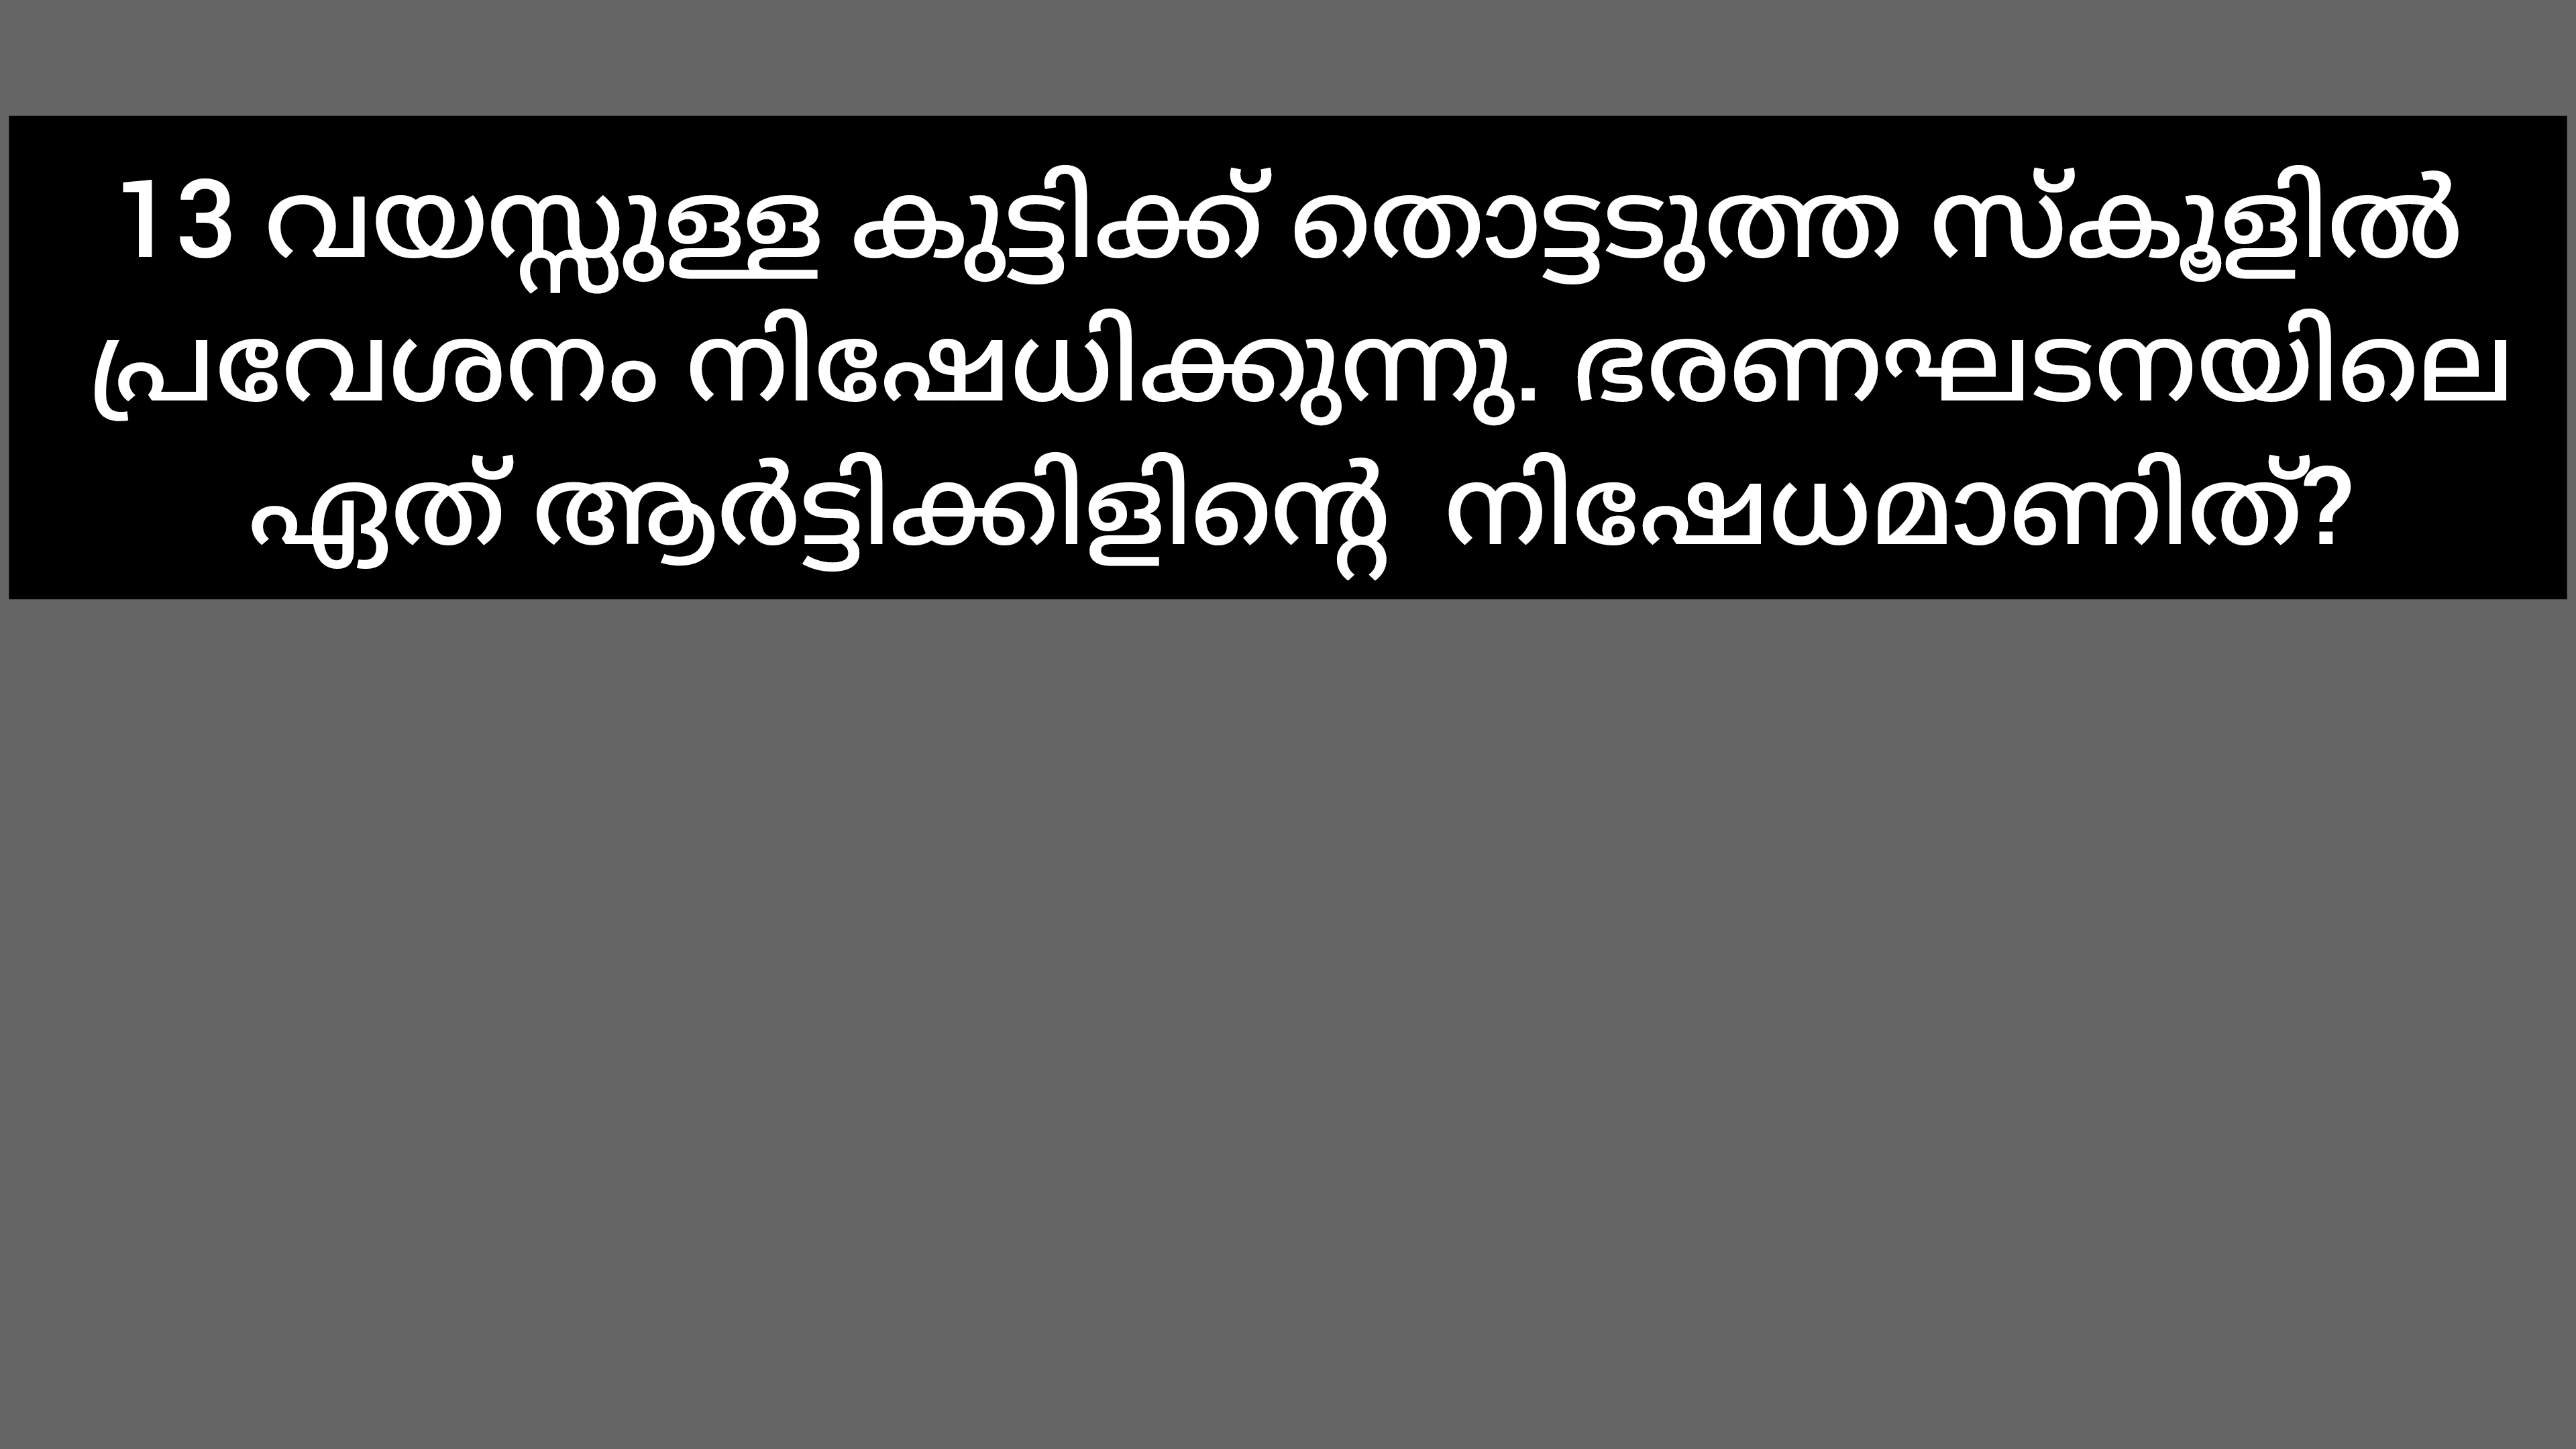 13 വയസ്സുള്ള കുട്ടിക്ക് തൊട്ടടുത്ത സ്കൂളിൽ
പ്രവേശനം നിഷേധിക്കുന്നു. ഭരണഘടനയിലെ
ഏത് ആർട്ടിക്കിളിന്റെ നിഷേധമാണിത്?